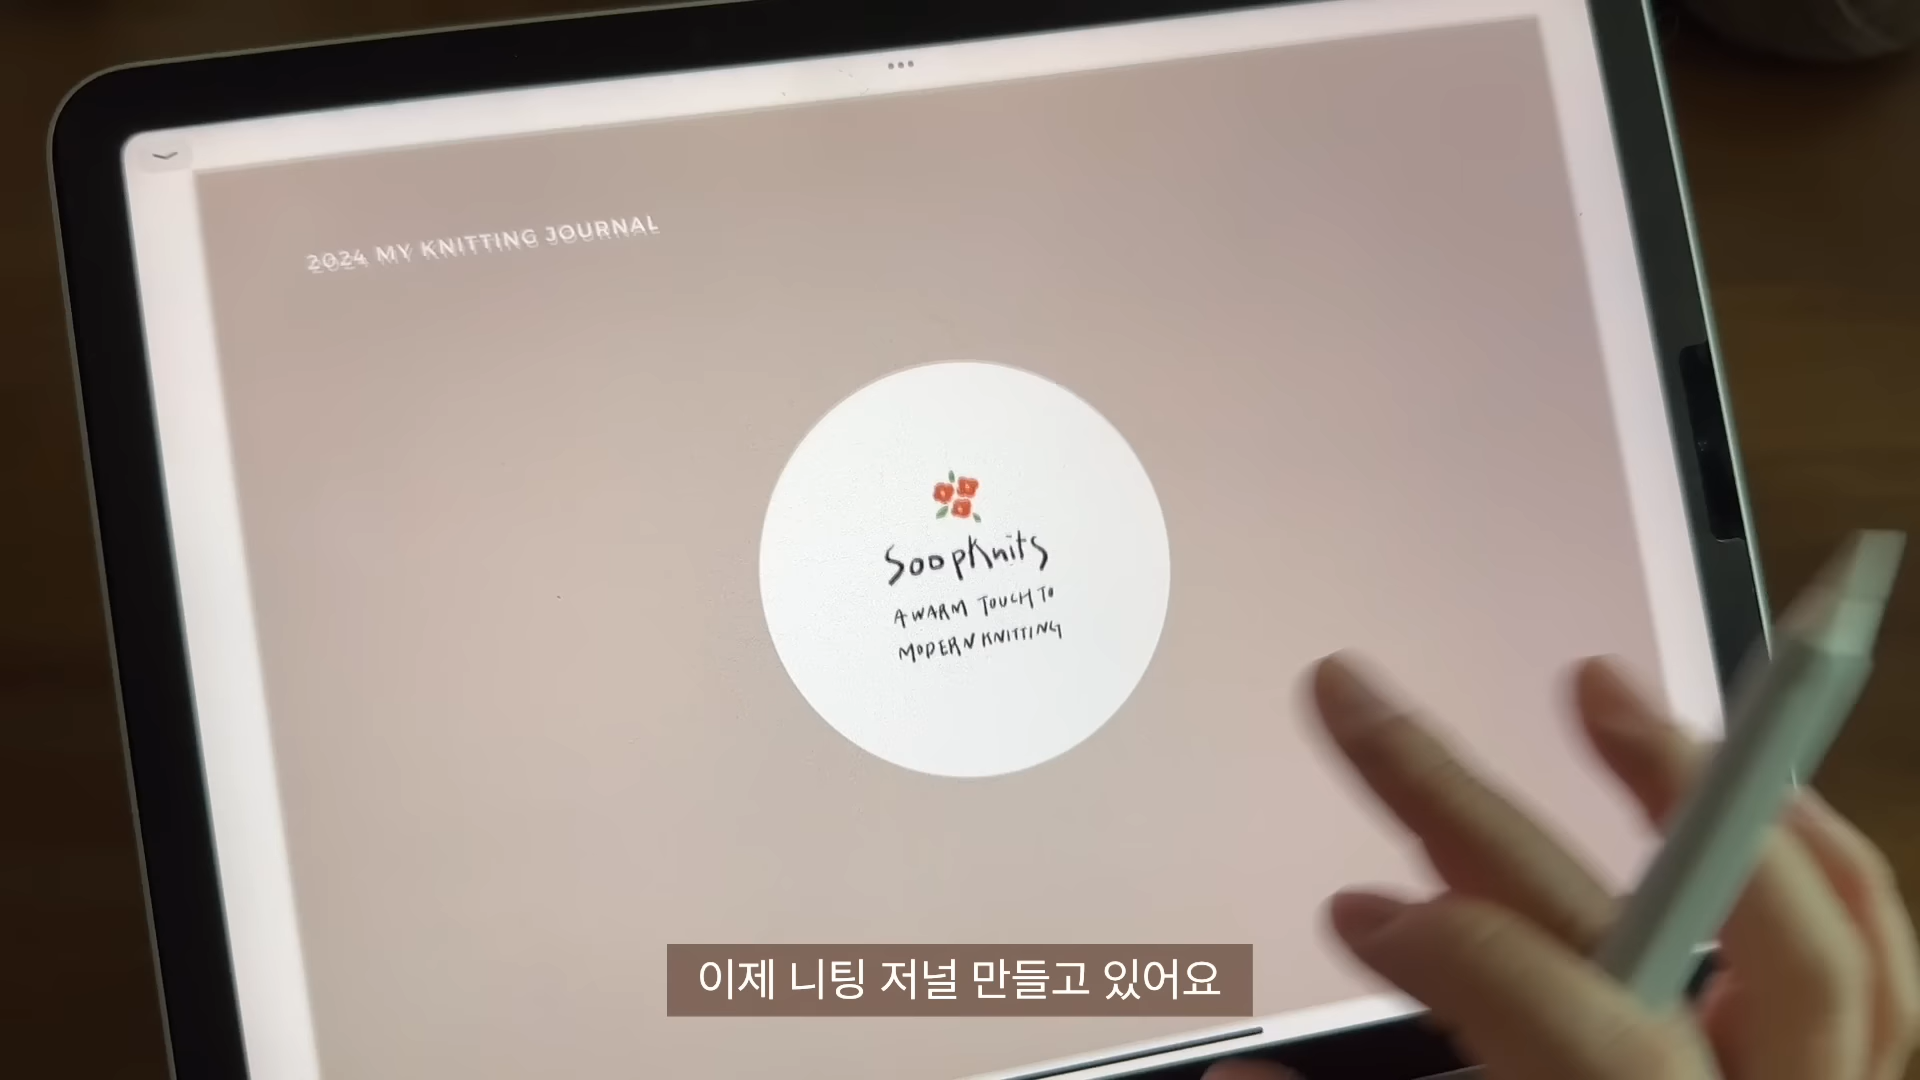 2024 MY KNITTING JOURNAL
SoopKnits
A WARM TOUCH TO
MODERN KNITTING
이제 니팅 저널 만들고 있어요